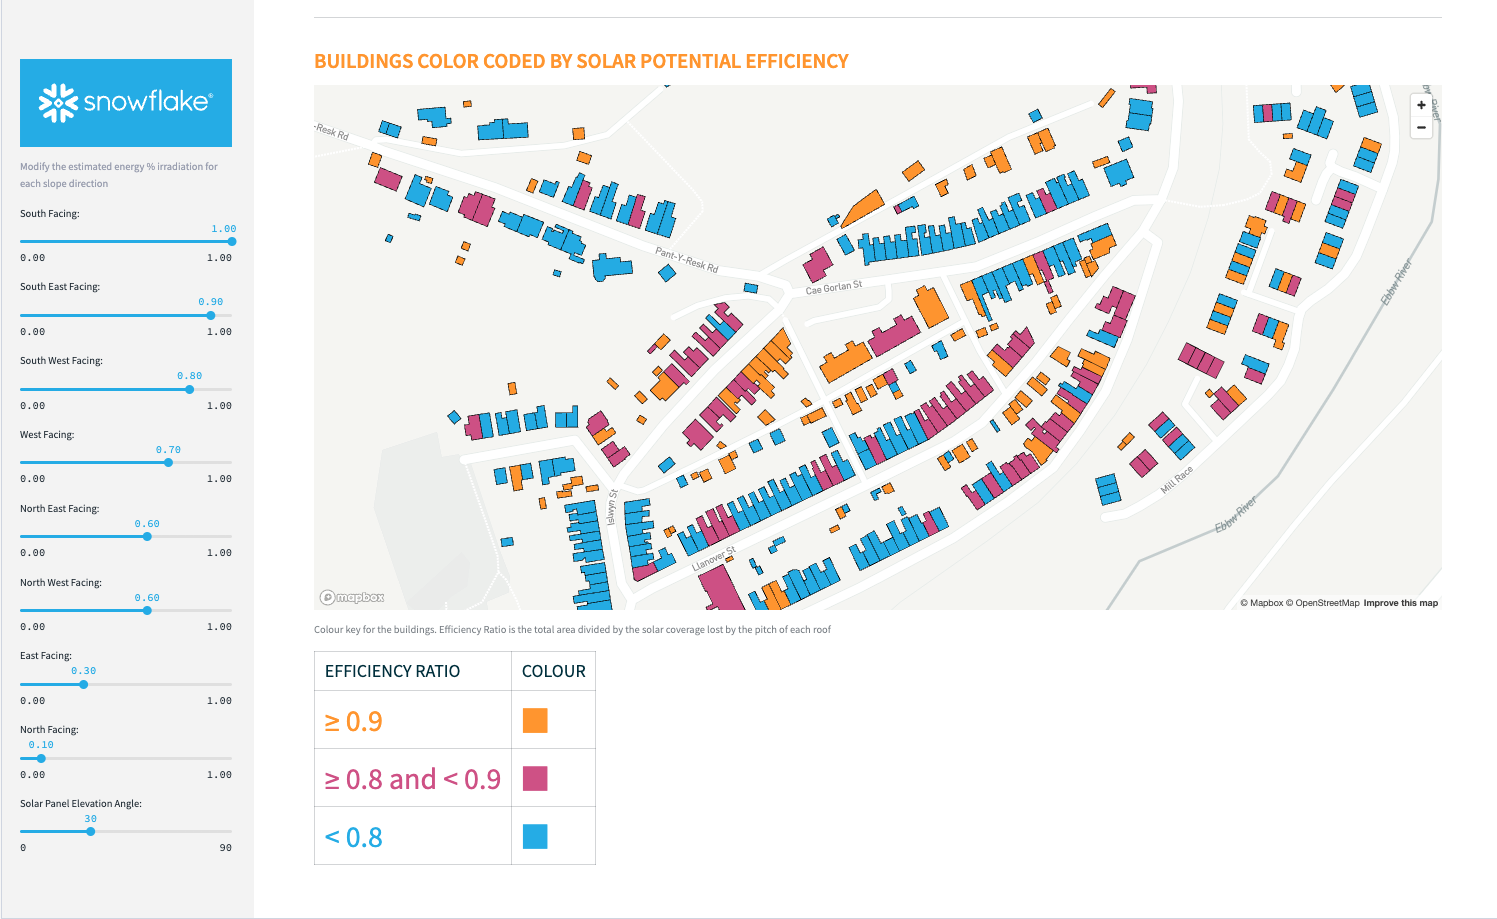 snowflake®
Modify the estimated energy % irradiation for
each slope direction
South Facing:
1.00
0.00 1.00
South East Facing:
0.90
0.00 1.00
South West Facing:
0.80
0.00 1.00
West Facing:
0.70
0.00 1.00
North East Facing:
0.60
0.00 1.00
North West Facing:
0.60
0.00 1.00
East Facing:
0.30
0.00 1.00
North Facing:
0.10
0.00 1.00
Solar Panel Elevation Angle:
30
0 90
BUILDINGS COLOR CODED BY SOLAR POTENTIAL EFFICIENCY
-Resk Rd
Pant-Y-Resk Rd
Cae Gorlan St
Islwyn St
Llanover St
Mill Race
Ebbw River
Ebbw River
River
+
−
mapbox
© Mapbox © OpenStreetMap Improve this map
Colour key for the buildings. Efficiency Ratio is the total area divided by the solar coverage lost by the pitch of each roof
EFFICIENCY RATIO COLOUR
≥ 0.9
≥ 0.8 and < 0.9
< 0.8